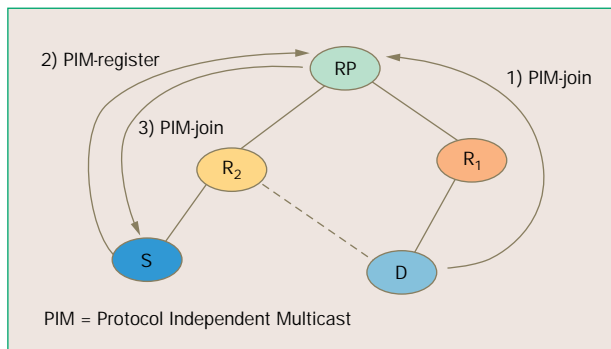 2) PIM-register
RP
1) PIM-join
3) PIM-join
R2
R1
S
D
PIM = Protocol Independent Multicast